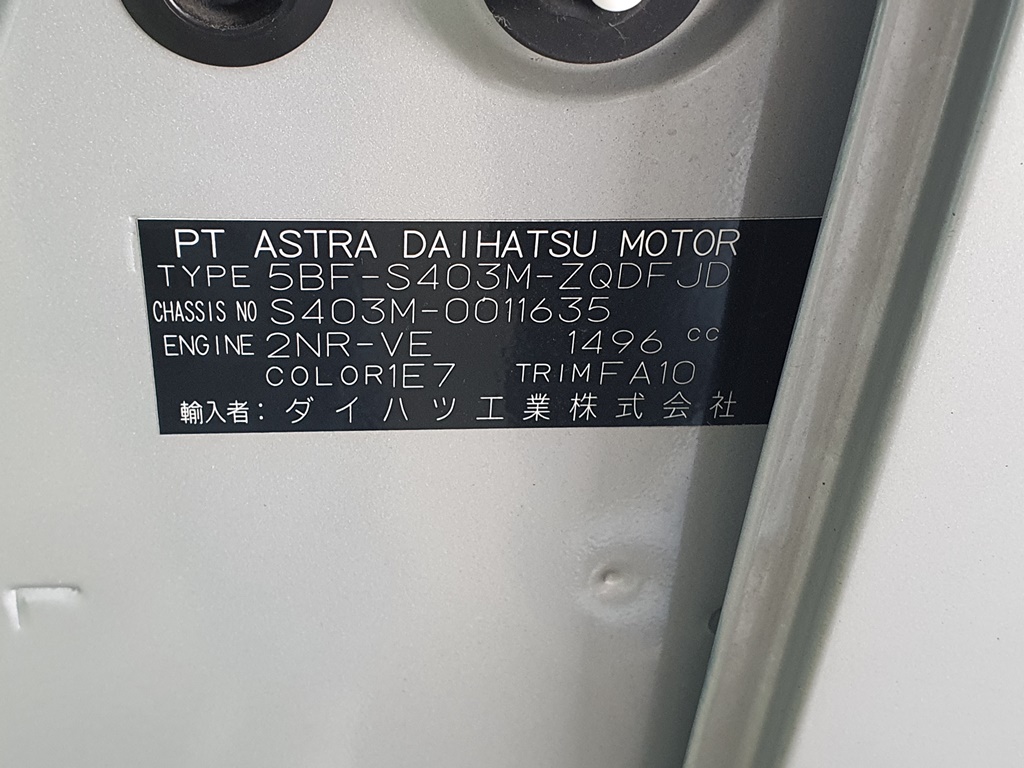 PT ASTRA DAIHATSU MOTOR
TYPE 5BF-S403M-ZQDFJD
CHASSIS NO S403M-0011635
ENGINE 2NR-VE 1496 cc
COLOR 1E7 TRIM FA10
輸入者:ダイハツ工業株式会社